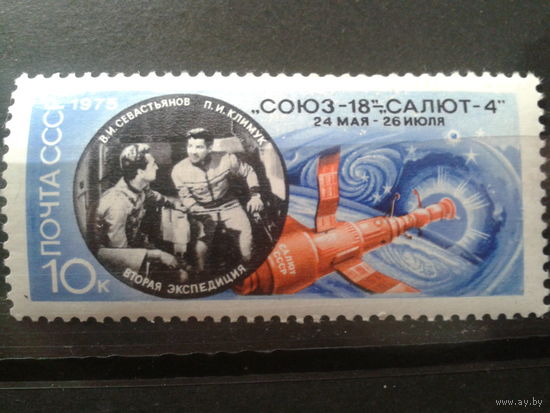 1975
ПОЧТА СССР
10к
В.И. СЕВАСТЬЯНОВ П.И. КЛИМУК
ВТОРАЯ ЭКСПЕДИЦИЯ
„СОЮЗ-18"-„САЛЮТ-4"
24 МАЯ - 26 ИЮЛЯ
САЛЮТ
СССР
© www.ay.by